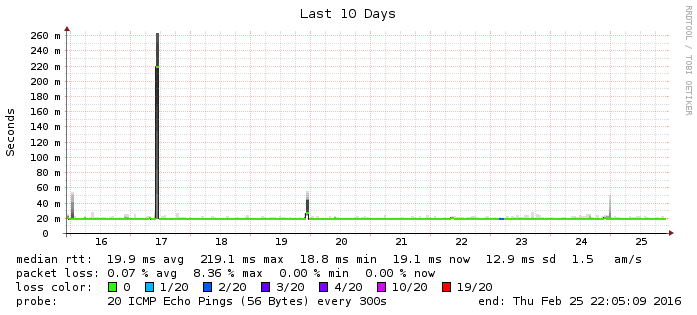 Last 10 Days
RRDTOOL / TOBI OETIKER
Seconds
260 m
240 m
220 m
200 m
180 m
160 m
140 m
120 m
100 m
80 m
60 m
40 m
20 m
0
16 17 18 19 20 21 22 23 24 25
median rtt: 19.9 ms avg 219.1 ms max 18.8 ms min 19.1 ms now 12.9 ms sd 1.5 am/s
packet loss: 0.07 % avg 8.36 % max 0.00 % min 0.00 % now
loss color: 0 1/20 2/20 3/20 4/20 10/20 19/20
probe: 20 ICMP Echo Pings (56 Bytes) every 300s end: Thu Feb 25 22:05:09 2016